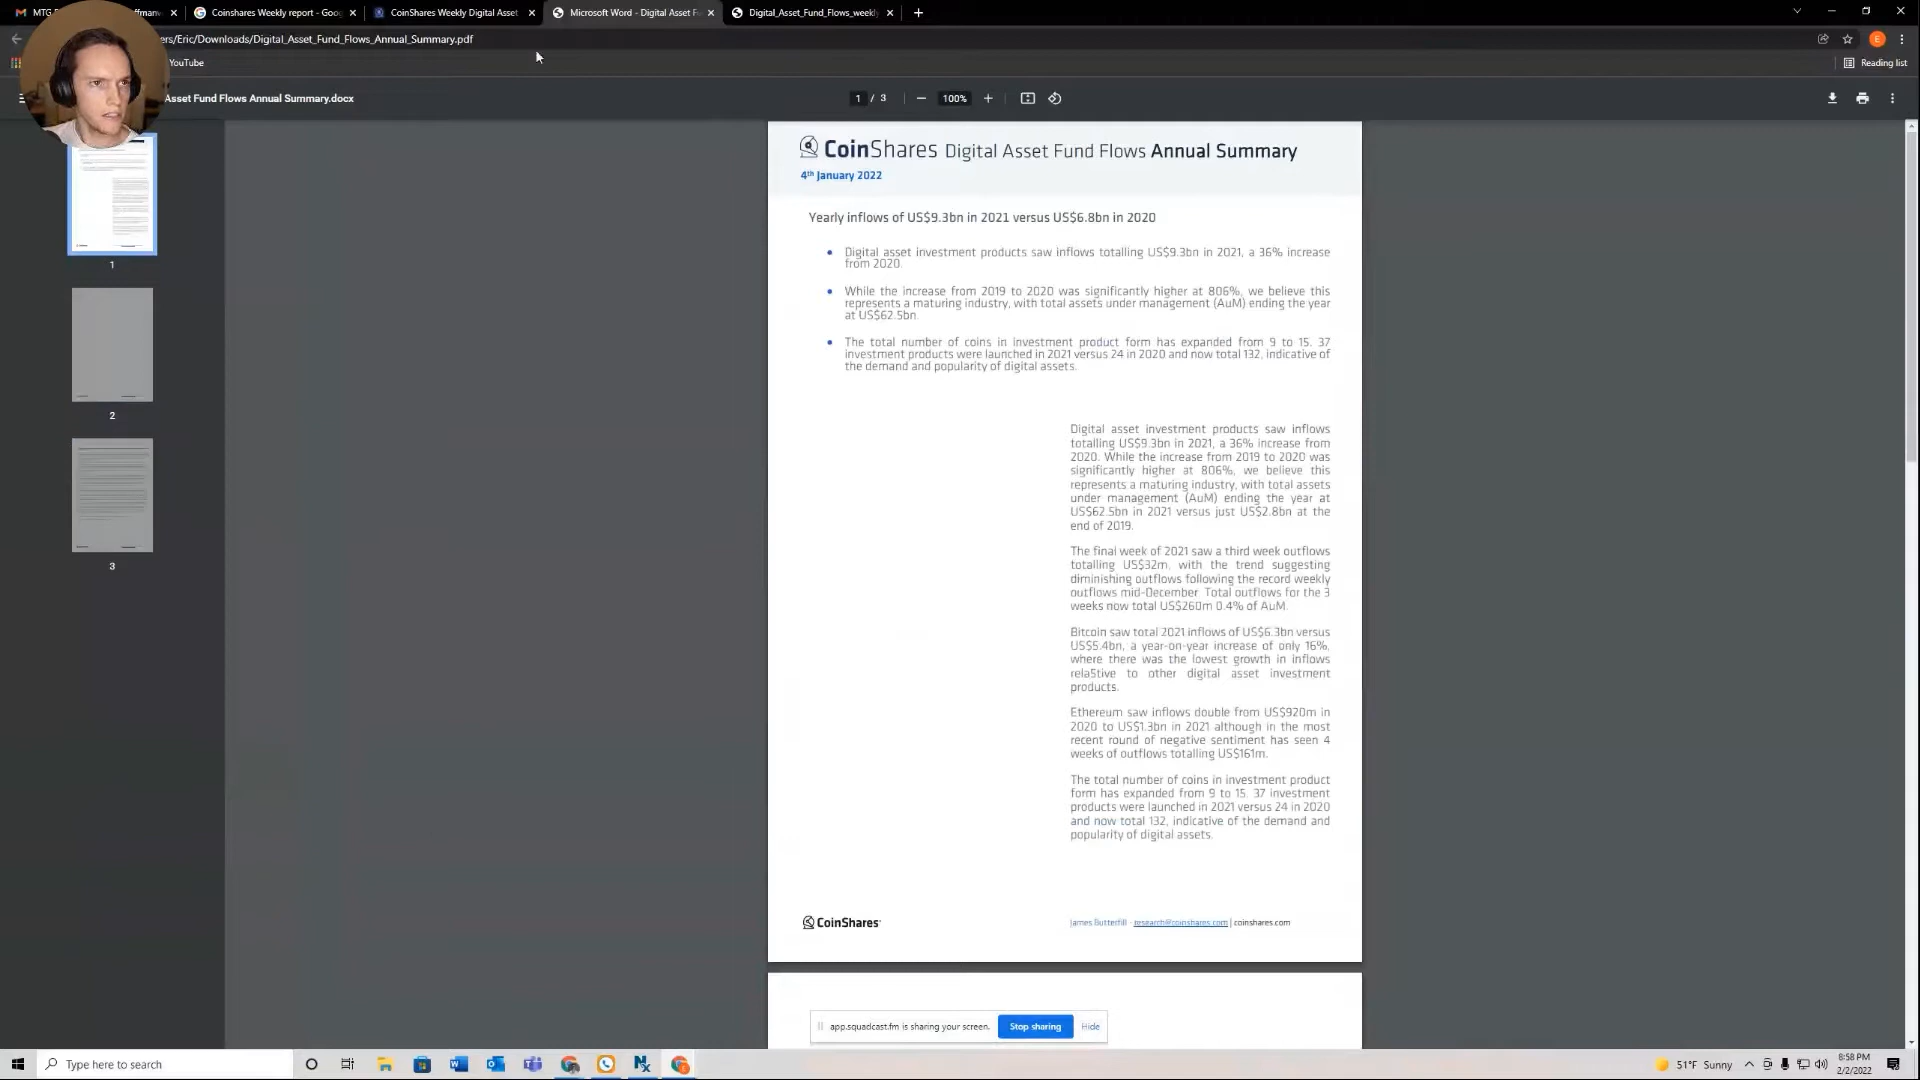 MTG
ffmanv
Coinshares Weekly report - Goo
CoinShares Weekly Digital Asset
Microsoft Word - Digital Asset F
Digital_Asset_Fund_Flows_weekly
ers/Eric/Downloads/Digital_Asset_Fund_Flows_Annual_Summary.pdf
E
YouTube
Reading list
Asset Fund Flows Annual Summary.docx
1 / 3
100%
CoinShares Digital Asset Fund Flows Annual Summary
4th January 2022
Yearly inflows of US$9.3bn in 2021 versus US$6.8bn in 2020
• Digital asset investment products saw inflows totalling US$9.3bn in 2021, a 36% increase
from 2020.
• While the increase from 2019 to 2020 was significantly higher at 806%, we believe this
represents a maturing industry, with total assets under management (AuM) ending the year
at US$62.5bn.
• The total number of coins in investment product form has expanded from 9 to 15. 37
investment products were launched in 2021 versus 24 in 2020 and now total 132, indicative of
the demand and popularity of digital assets.
Digital asset investment products saw inflows
totalling US$9.3bn in 2021, a 36% increase from
2020. While the increase from 2019 to 2020 was
significantly higher at 806%, we believe this
represents a maturing industry, with total assets
under management (AuM) ending the year at
US$62.5bn in 2021 versus just US$2.8bn at the
end of 2019.
The final week of 2021 saw a third week outflows
totalling US$32m, with the trend suggesting
diminishing outflows following the record weekly
outflows mid-December. Total outflows for the 3
weeks now total US$260m 0.4% of AuM.
Bitcoin saw total 2021 inflows of US$6.3bn versus
US$5.4bn, a year-on-year increase of only 16%,
where there was the lowest growth in inflows
rela5tive to other digital asset investment
products.
Ethereum saw inflows double from US$920m in
2020 to US$1.3bn in 2021 although in the most
recent round of negative sentiment has seen 4
weeks of outflows totalling US$161m.
The total number of coins in investment product
form has expanded from 9 to 15. 37 investment
products were launched in 2021 versus 24 in 2020
and now total 132, indicative of the demand and
popularity of digital assets.
CoinShares
James Butterfill - research@coinshares.com | coinshares.com
1
2
3
app.squadcast.fm is sharing your screen.
Stop sharing
Hide
Type here to search
51°F Sunny
8:58 PM
2/2/2022